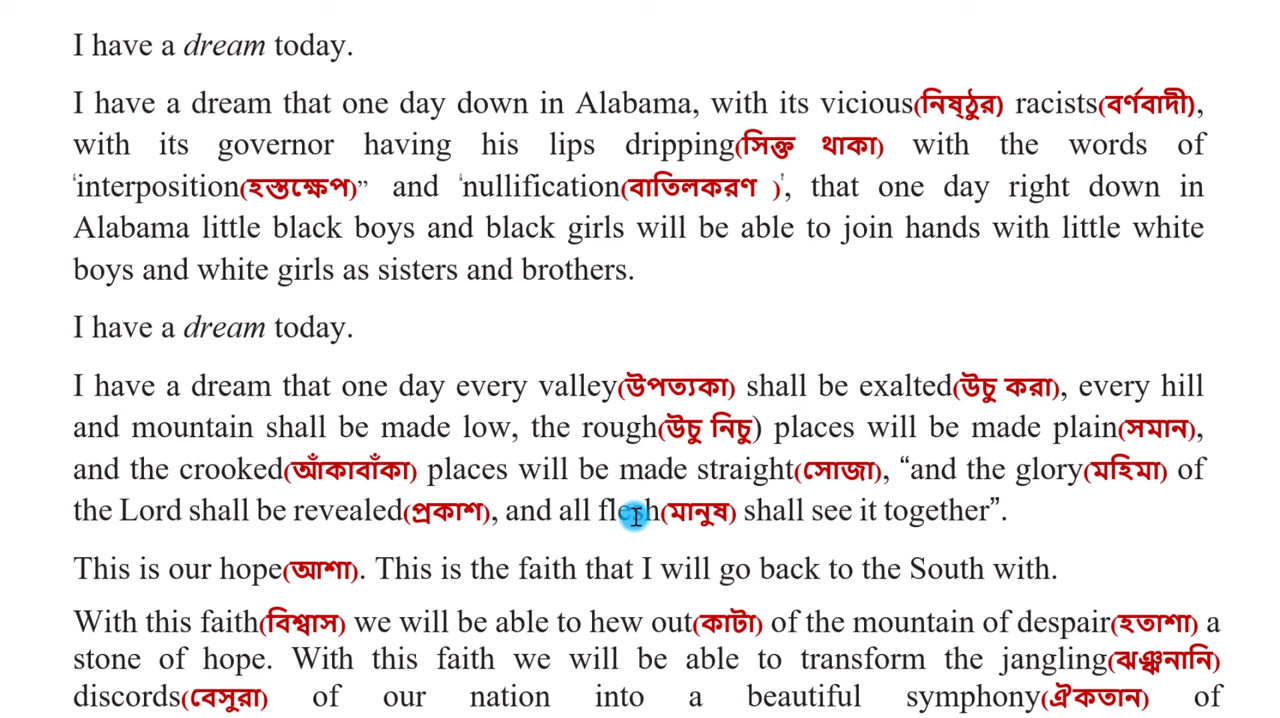 I have a dream today.
I have a dream that one day down in Alabama, with its vicious(নিষ্ঠুর) racists(বর্ণবাদী),
with its governor having his lips dripping(সিক্ত থাকা) with the words of
‘interposition(হস্তক্ষেপ)” and ‘nullification(বাতিলকরণ )’, that one day right down in
Alabama little black boys and black girls will be able to join hands with little white
boys and white girls as sisters and brothers.
I have a dream today.
I have a dream that one day every valley(উপত্যকা) shall be exalted(উচু করা), every hill
and mountain shall be made low, the rough(উচু নিচু) places will be made plain(সমান),
and the crooked(আঁকাবাঁকা) places will be made straight(সোজা), “and the glory(মহিমা) of
the Lord shall be revealed(প্রকাশ), and all flesh(মানুষ) shall see it together”.
This is our hope(আশা). This is the faith that I will go back to the South with.
With this faith(বিশ্বাস) we will be able to hew out(কাটা) of the mountain of despair(হতাশা) a
stone of hope. With this faith we will be able to transform the jangling(ঝঞ্ঝনানি)
discords(বেসুরা) of our nation into a beautiful symphony(ঐকতান) of